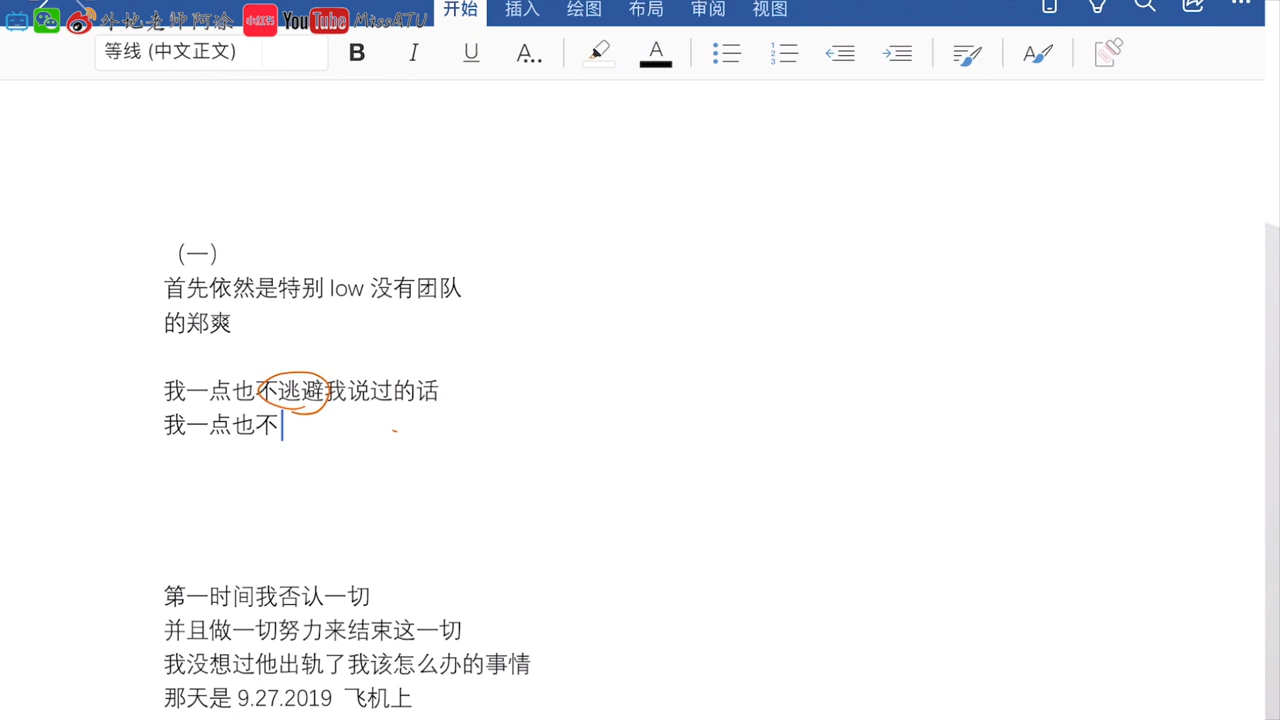 外地老师阿涂 小红书 YouTube MissATU
开始 插入 绘图 布局 审阅 视图
等线 (中文正文) B I U A... A
（一）
首先依然是特别 low 没有团队
的郑爽
我一点也不逃避我说过的话
我一点也不
第一时间我否认一切
并且做一切努力来结束这一切
我没想过他出轨了我该怎么办的事情
那天是 9.27.2019 飞机上